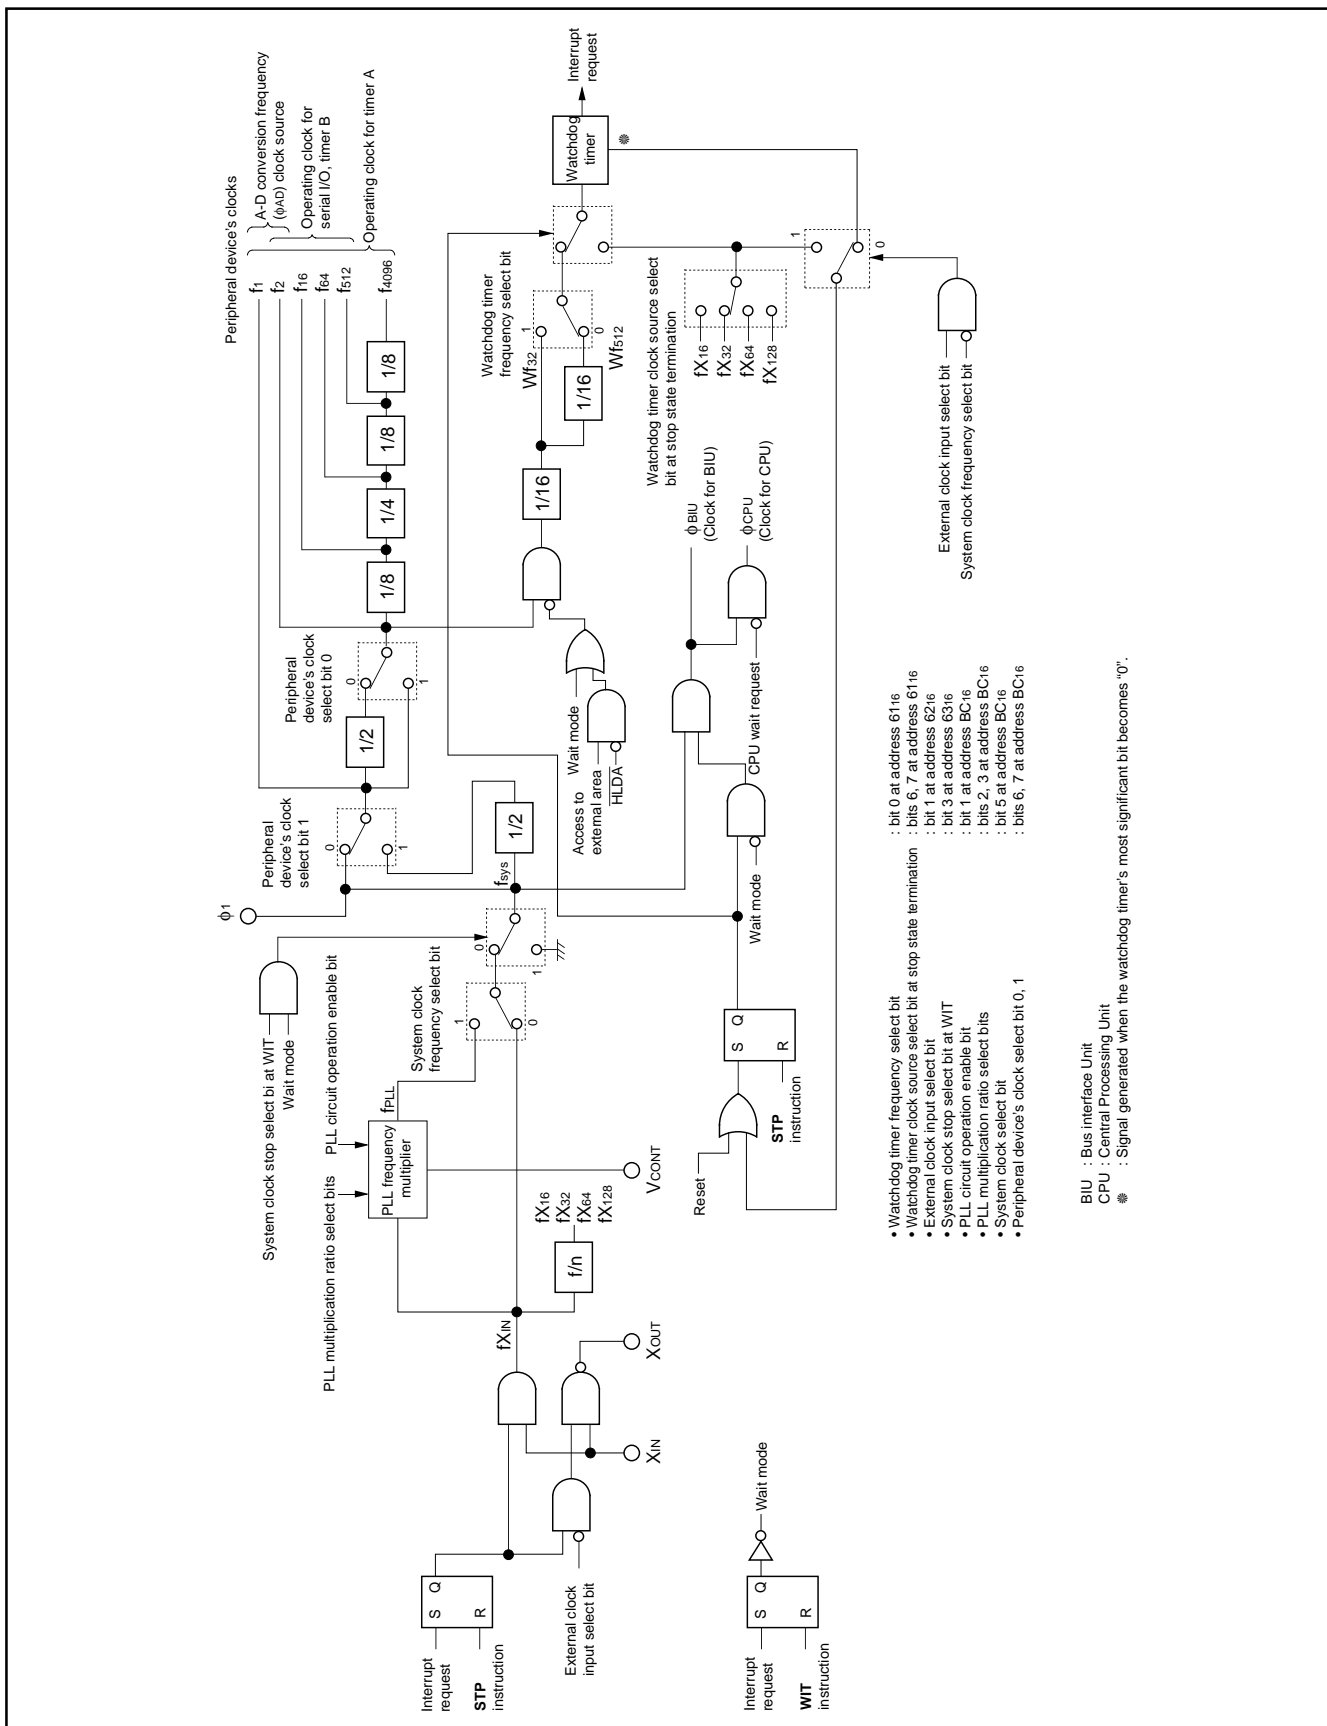 Interrupt
request
STP
instruction
S
R
Q
External clock
input select bit
Interrupt
request
WIT
instruction
S
R
Q
Wait mode
XIN
XOUT
fXIN
f/n
fX16
fX32
fX64
fX128
PLL multiplication ratio select bits
PLL circuit operation enable bit
PLL frequency
multiplier
fPLL
VCONT
System clock stop select bi at WIT
Wait mode
System clock
frequency select bit
1
0
0
1
fsys
1/2
φ1
Peripheral
device's clock
select bit 1
0
1
1/2
Peripheral
device's clock
select bit 0
0
1
1/8
1/4
1/8
1/8
Peripheral device's clocks
f1
f2
f16
f64
f512
f4096
A-D conversion frequency
(φAD) clock source
Operating clock for
serial I/O, timer B
Operating clock for timer A
Wait mode
Access to
external area
HLDA
1/16
1/16
Wf32
Wf512
1
0
Watchdog timer
frequency select bit
Watchdog
timer
Interrupt
request
Watchdog timer clock source select
bit at stop state termination
fX16
fX32
fX64
fX128
1
0
External clock input select bit
System clock frequency select bit
Reset
STP
instruction
S
R
Q
Wait mode
CPU wait request
φBIU
(Clock for BIU)
φCPU
(Clock for CPU)
• Watchdog timer frequency select bit : bit 0 at address 6116
• Watchdog timer clock source select bit at stop state termination : bits 6, 7 at address 6116
• External clock input select bit : bit 1 at address 6216
• System clock stop select bit at WIT : bit 3 at address 6316
• PLL circuit operation enable bit : bit 1 at address BC16
• PLL multiplication ratio select bits : bits 2, 3 at address BC16
• System clock select bit : bit 5 at address BC16
• Peripheral device's clock select bit 0, 1 : bits 6, 7 at address BC16
BIU : Bus interface Unit
CPU : Central Processing Unit
: Signal generated when the watchdog timer's most significant bit becomes “0”.